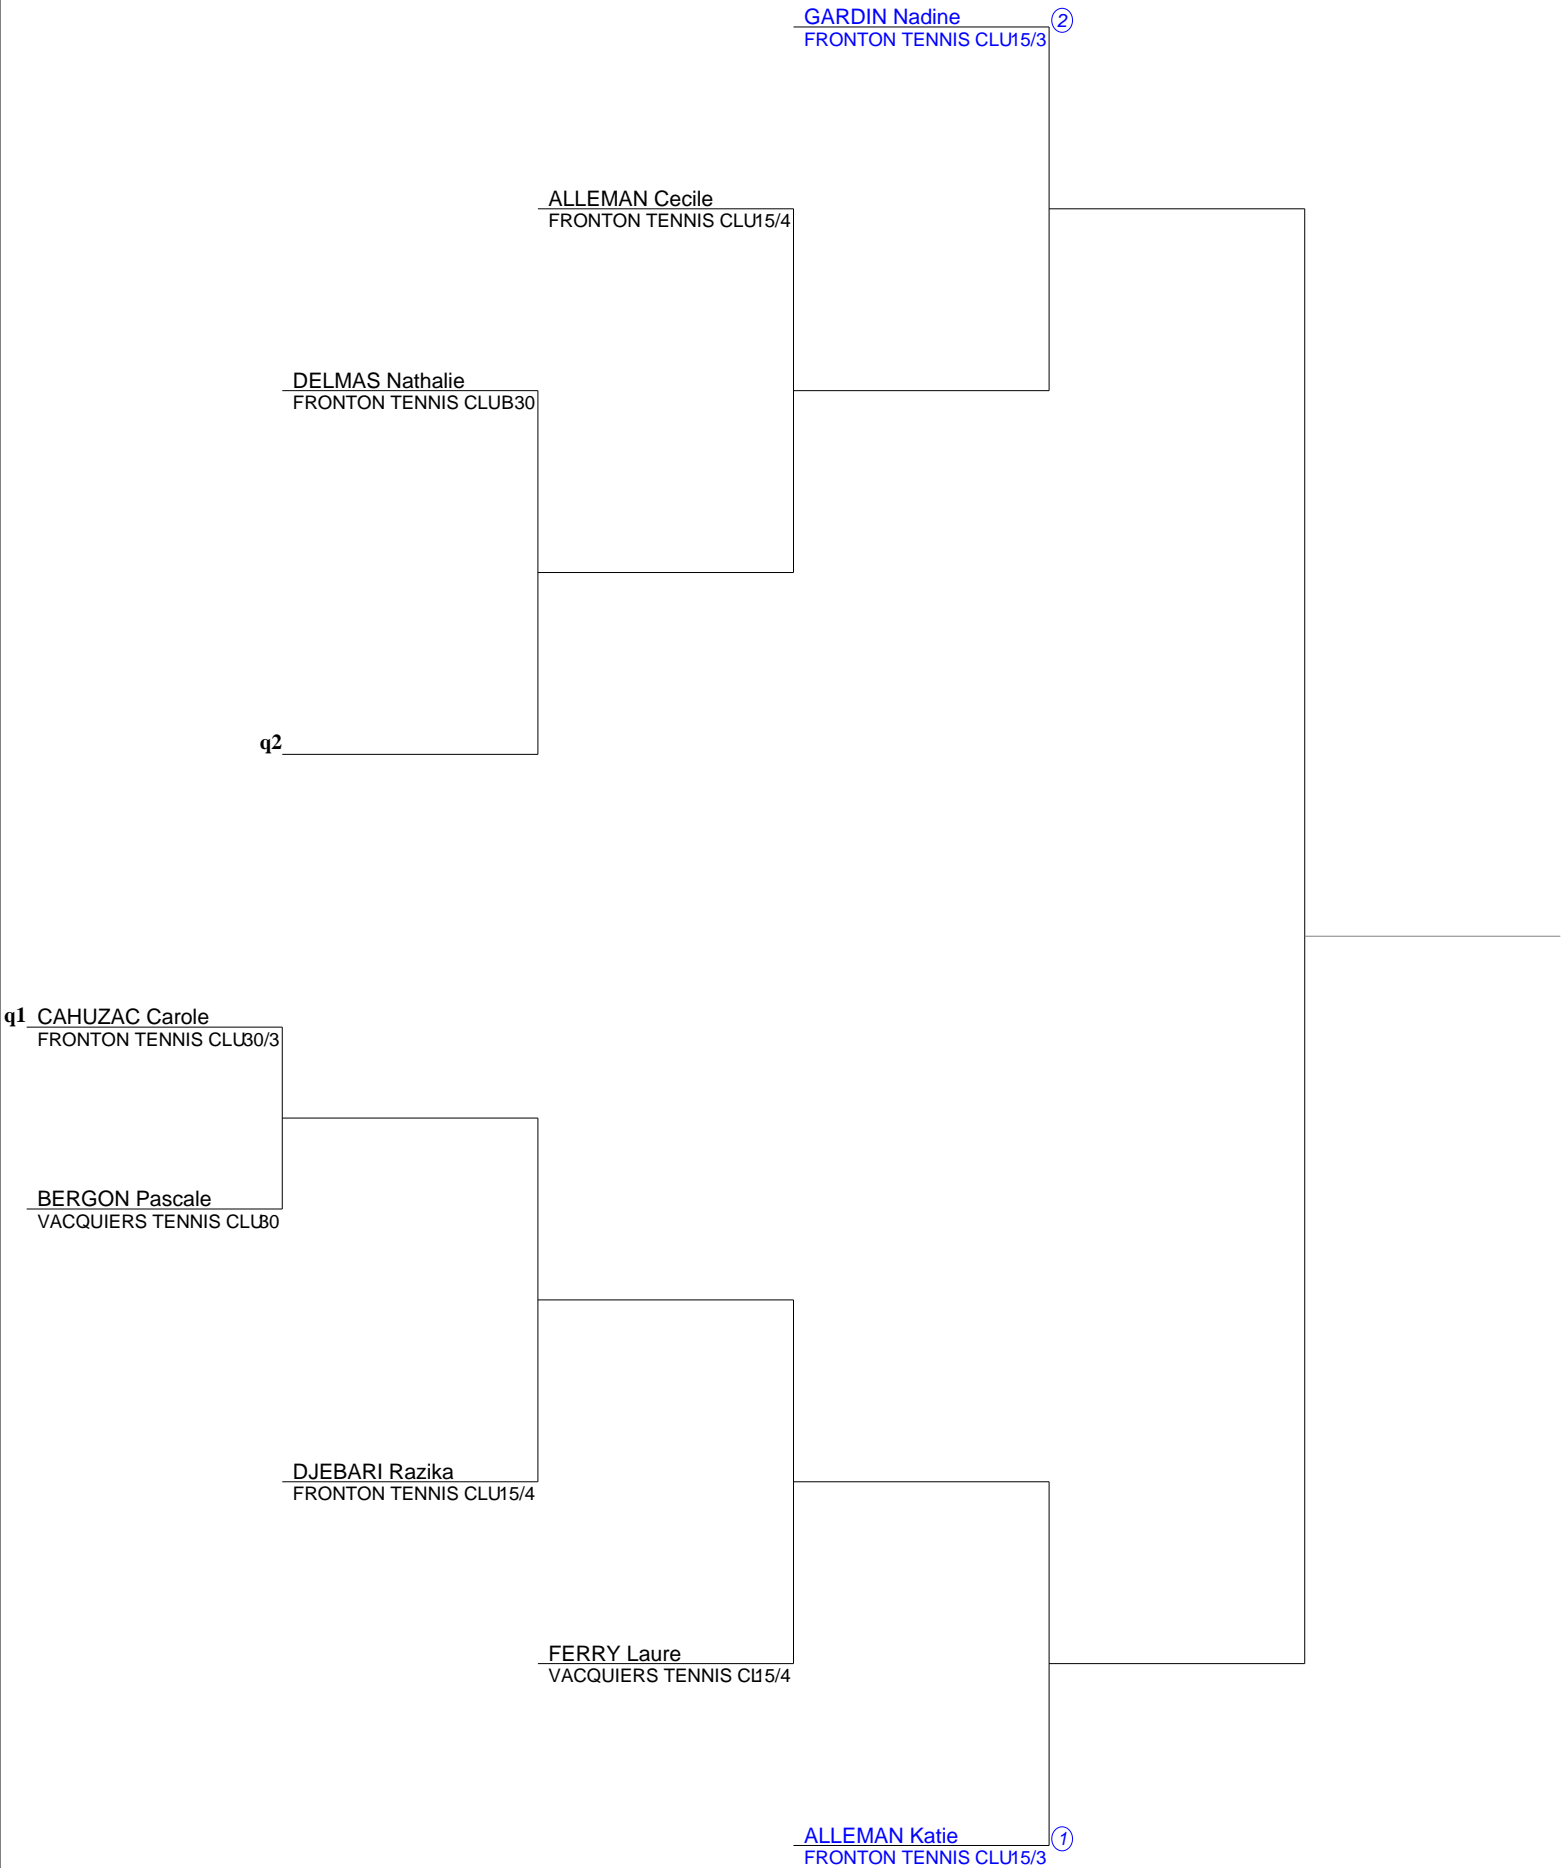 GARDIN Nadine 2
FRONTON TENNIS CLU15/3
ALLEMAN Cecile
FRONTON TENNIS CLU15/4
DELMAS Nathalie
FRONTON TENNIS CLUB30
q2
q1 CAHUZAC Carole
FRONTON TENNIS CLU30/3
BERGON Pascale
VACQUIERS TENNIS CLU30
DJEBARI Razika
FRONTON TENNIS CLU15/4
FERRY Laure
VACQUIERS TENNIS CL15/4
ALLEMAN Katie 1
FRONTON TENNIS CLU15/3